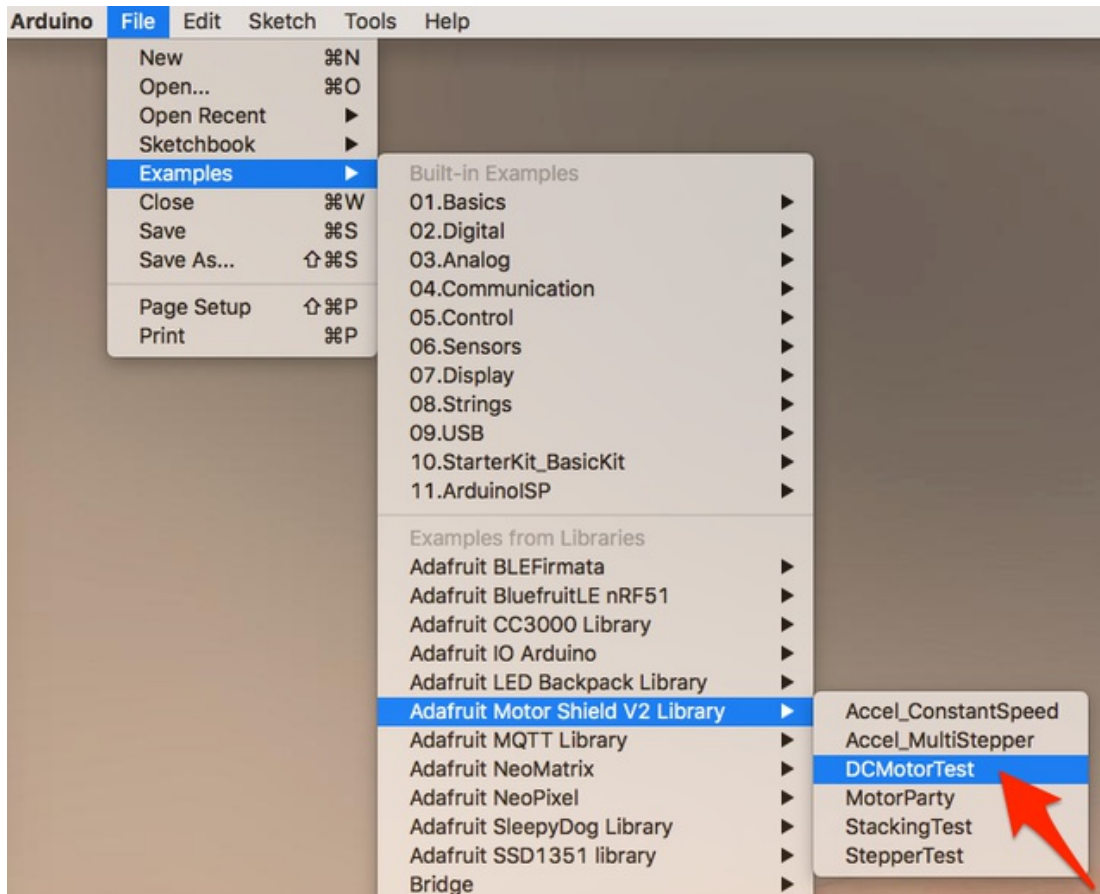 Arduino File Edit Sketch Tools Help
New ⌘N
Open... ⌘O
Open Recent ▶
Sketchbook ▶
Examples ▶
Close ⌘W
Save ⌘S
Save As... ⇧⌘S
Page Setup ⇧⌘P
Print ⌘P
Built-in Examples
01.Basics ▶
02.Digital ▶
03.Analog ▶
04.Communication ▶
05.Control ▶
06.Sensors ▶
07.Display ▶
08.Strings ▶
09.USB ▶
10.StarterKit_BasicKit ▶
11.ArduinoISP ▶
Examples from Libraries
Adafruit BLEFirmata ▶
Adafruit BluefruitLE nRF51 ▶
Adafruit CC3000 Library ▶
Adafruit IO Arduino ▶
Adafruit LED Backpack Library ▶
Adafruit Motor Shield V2 Library ▶
Adafruit MQTT Library ▶
Adafruit NeoMatrix ▶
Adafruit NeoPixel ▶
Adafruit SleepyDog Library ▶
Adafruit SSD1351 library ▶
Bridge ▶
Accel_ConstantSpeed
Accel_MultiStepper
DCMotorTest
MotorParty
StackingTest
StepperTest